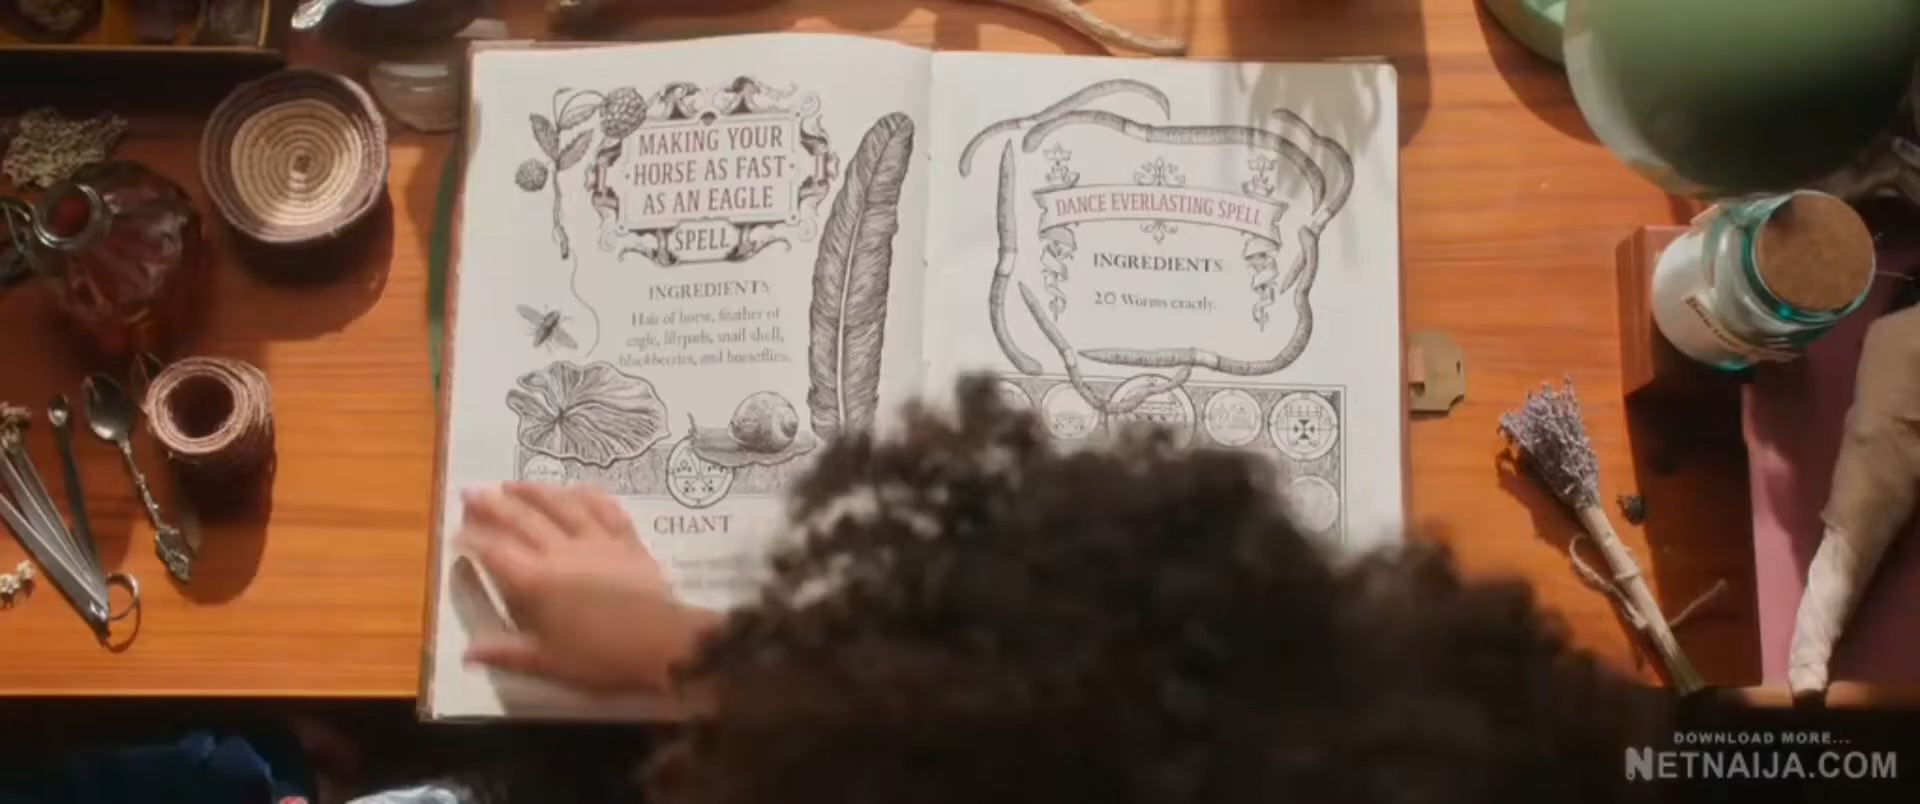 MAKING YOUR
HORSE AS FAST
AS AN EAGLE
SPELL
INGREDIENTS
Hair of horse, feather of
eagle, lilypads, snail shell,
blackberries, and horseflies.
CHANT
DANCE EVERLASTING SPELL
INGREDIENTS
20 Worms exactly.
DOWNLOAD MORE...
NETNAIJA.COM